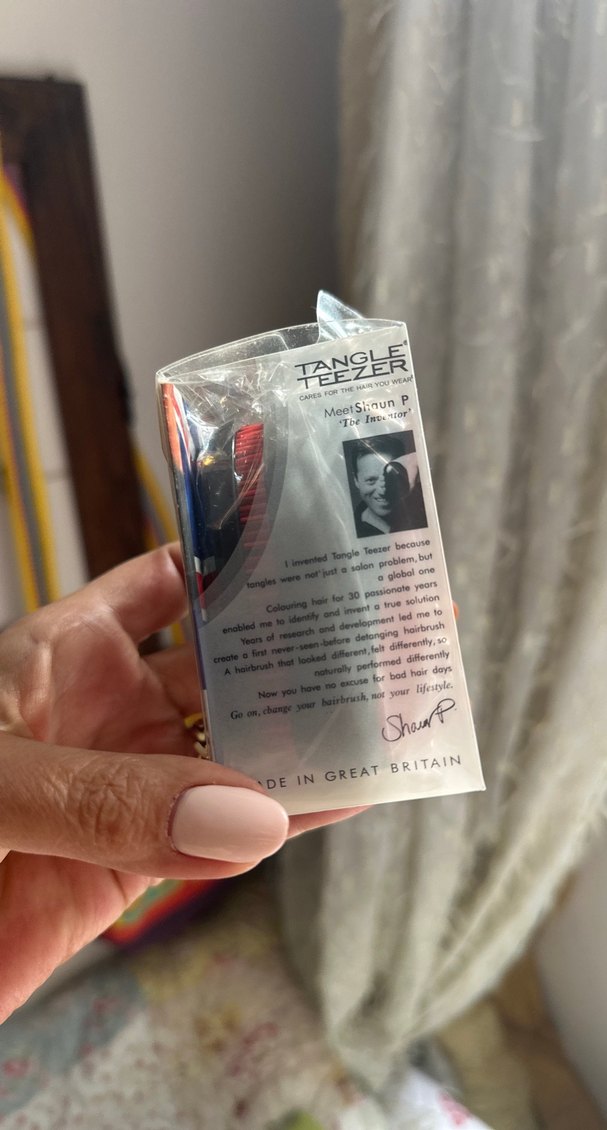 TANGLE
TEEZER®
CARES FOR THE HAIR YOU WEAR
Meet Shaun P
'The Inventor'
I invented Tangle Teezer because
tangles were not just a salon problem, but
a global one
Colouring hair for 30 passionate years
enabled me to identify and invent a true solution
Years of research and development led me to
create a first never-seen-before detanging hairbrush
A hairbrush that looked different, felt differently, so
naturally performed differently
Now you have no excuse for bad hair days
Go on, change your hairbrush, not your lifestyle.
Shaun P.
ADE IN GREAT BRITAIN